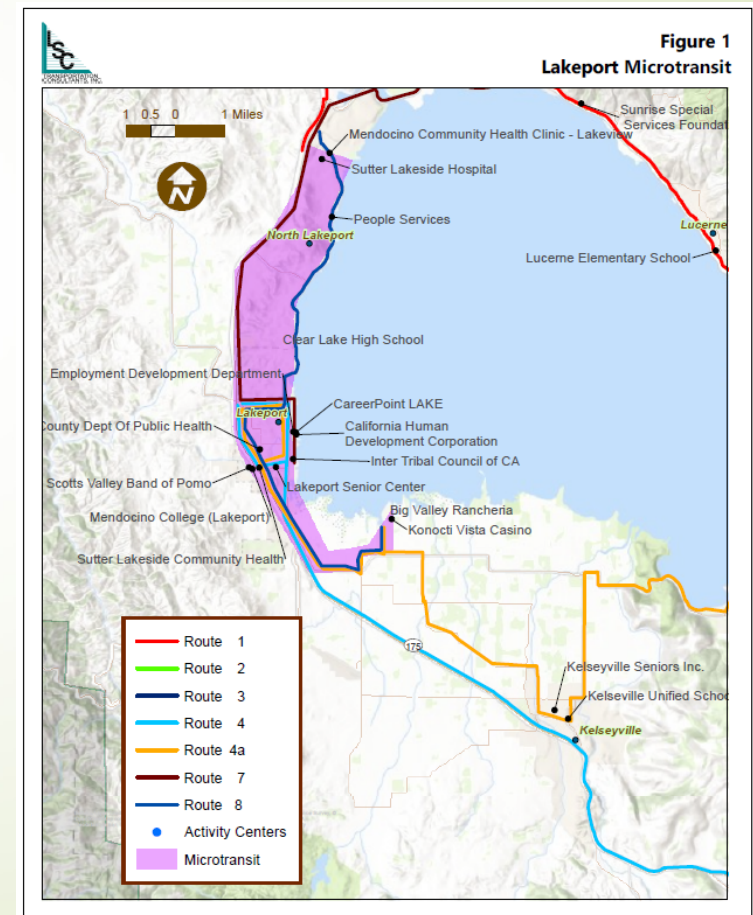 LSC
TRANSPORTATION
CONSULTANTS, INC.
Figure 1
Lakeport Microtransit
1 0.5 0 1 Miles
N
Sunrise Special
Services Foundat
Mendocino Community Health Clinic - Lakeview
Sutter Lakeside Hospital
People Services
North Lakeport
Lucerne
Lucerne Elementary School
Clear Lake High School
Employment Development Department
CareerPoint LAKE
Lakeport
County Dept Of Public Health
California Human
Development Corporation
Inter Tribal Council of CA
Scotts Valley Band of Pomo
Lakeport Senior Center
Big Valley Rancheria
Mendocino College (Lakeport)
Konocti Vista Casino
Sutter Lakeside Community Health
175
Kelseyville Seniors Inc.
Kelseville Unified Schoo
Kelseyville
Route 1
Route 2
Route 3
Route 4
Route 4a
Route 7
Route 8
Activity Centers
Microtransit